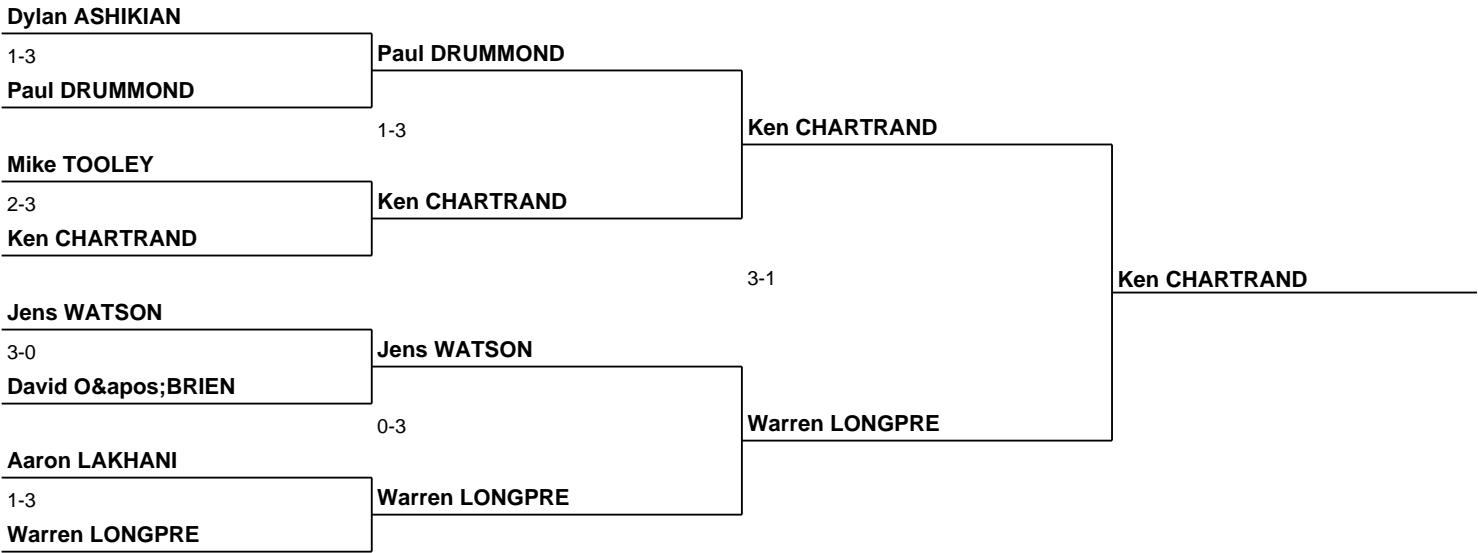 Dylan ASHIKIAN
1-3
Paul DRUMMOND
Paul DRUMMOND
1-3
Ken CHARTRAND
Mike TOOLEY
2-3
Ken CHARTRAND
Ken CHARTRAND
3-1
Ken CHARTRAND
Jens WATSON
3-0
Jens WATSON
David O&apos;BRIEN
0-3
Warren LONGPRE
Aaron LAKHANI
1-3
Warren LONGPRE
Warren LONGPRE